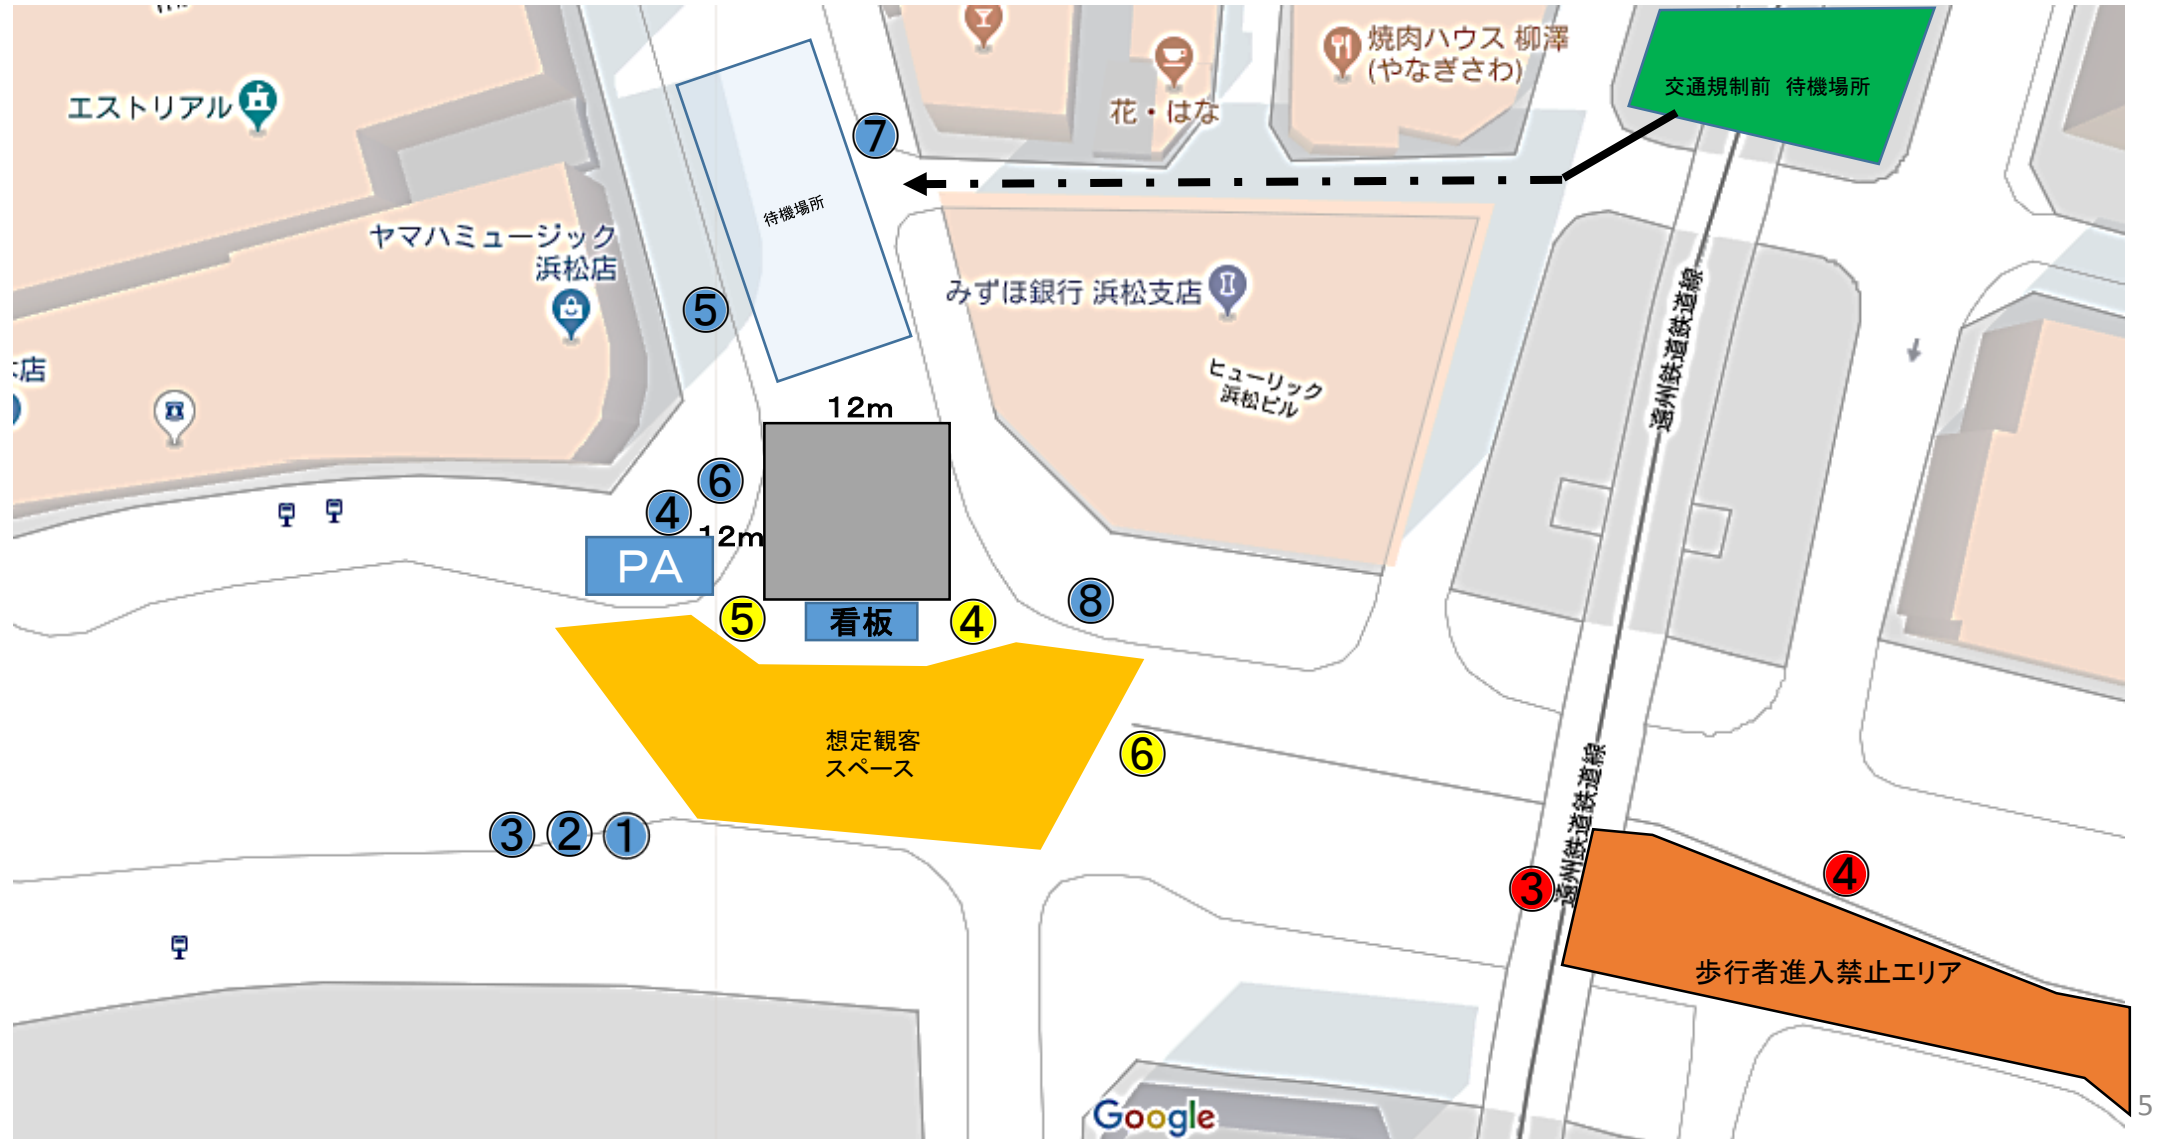 焼肉ハウス 柳澤
(やなぎさわ)
交通規制前 待機場所
エストリアル
花・はな
⑦
待機場所
ヤマハミュージック
浜松店
みずほ銀行 浜松支店
⑤
遠州鉄道鉄道線
店
ヒューリック
浜松ビル
12m
⑥
④
12m
PA
⑧
⑤
看板
④
想定観客
スペース
⑥
遠州鉄道鉄道線
③
②
①
③
④
歩行者進入禁止エリア
Google
5